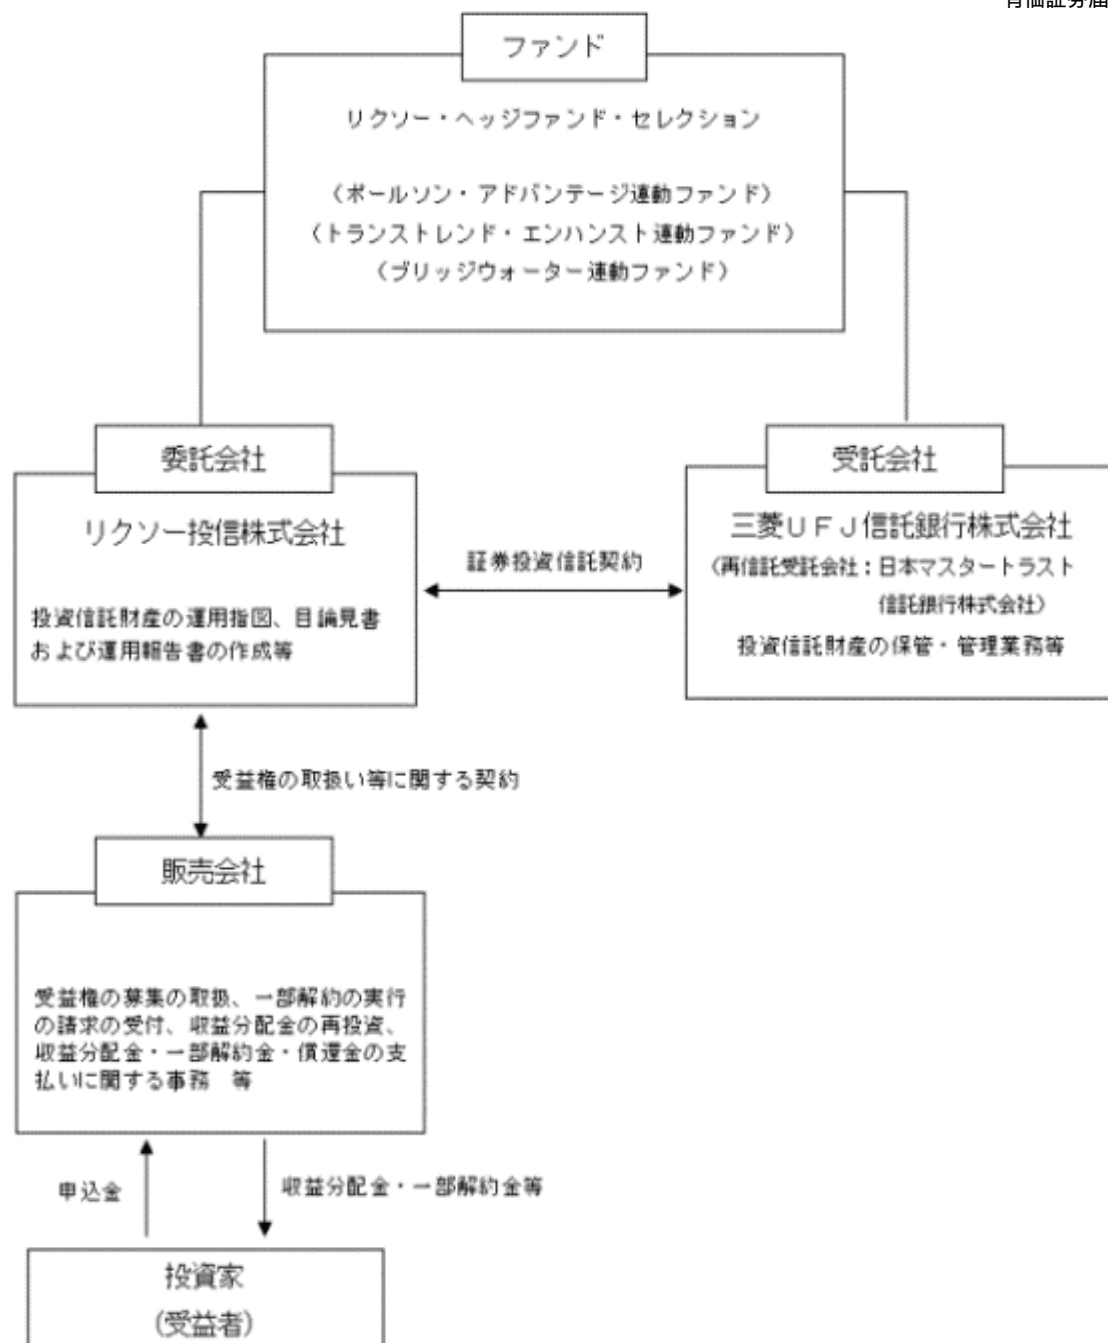 ファンド
リクソー・ヘッジファンド・セレクション
〈ポールソン・アドバンテージ連動ファンド〉
〈トランストレンド・エンハンスト連動ファンド〉
〈ブリッジウォーター連動ファンド〉
委託会社
リクソー投信株式会社
投資信託財産の運用指図、目論見書
および運用報告書の作成等
証券投資信託契約
受託会社
三菱UFJ信託銀行株式会社
〈再信託受託会社：日本マスタートラスト
信託銀行株式会社〉
投資信託財産の保管・管理業務等
受益権の取扱い等に関する契約
販売会社
受益権の募集の取扱、一部解約の実行
の請求の受付、収益分配金の再投資、
収益分配金・一部解約金・償還金の支
払いに関する事務　等
申込金
収益分配金・一部解約金等
投資家
(受益者)